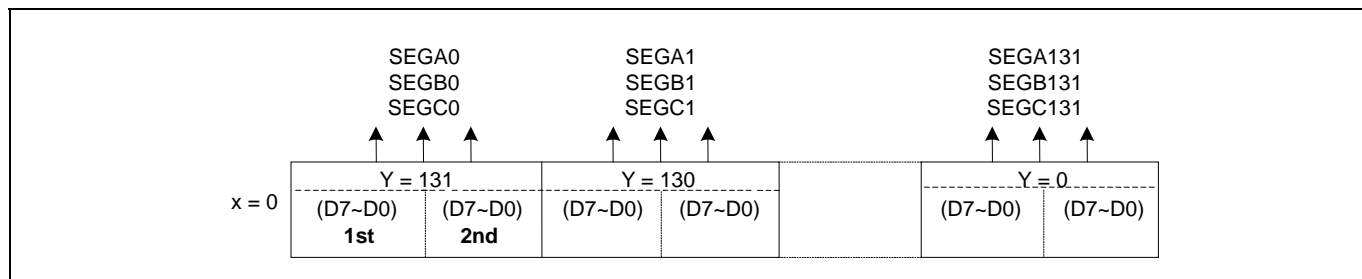 SEGA0 SEGA1 SEGA131
SEGB0 SEGB1 SEGB131
SEGC0 SEGC1 SEGC131
Y = 131 Y = 130 Y = 0
x = 0 (D7~D0) (D7~D0) (D7~D0) (D7~D0) (D7~D0) (D7~D0)
1st 2nd